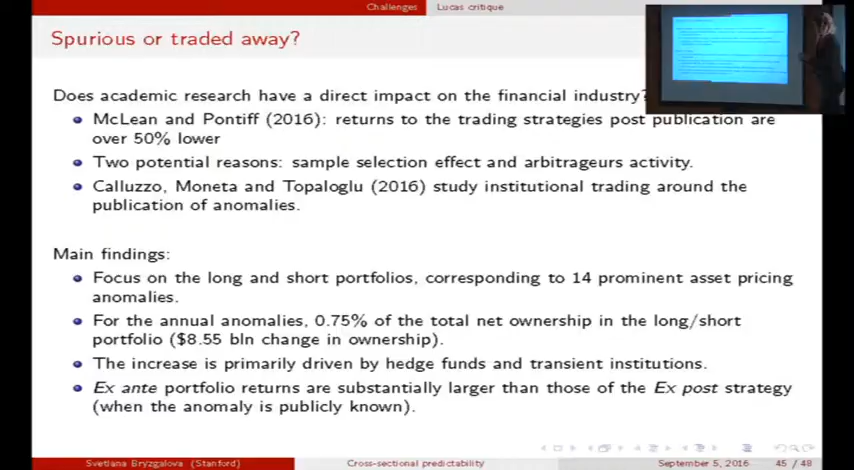 Challenges Lucas critique
Spurious or traded away?
Does academic research have a direct impact on the financial industry?
McLean and Pontiff (2016): returns to the trading strategies post publication are
over 50% lower
Two potential reasons: sample selection effect and arbitrageurs activity.
Calluzzo, Moneta and Topaloglu (2016) study institutional trading around the
publication of anomalies.
Main findings:
Focus on the long and short portfolios, corresponding to 14 prominent asset pricing
anomalies.
For the annual anomalies, 0.75% of the total net ownership in the long/short
portfolio ($8.55 bln change in ownership).
The increase is primarily driven by hedge funds and transient institutions.
Ex ante portfolio returns are substantially larger than those of the Ex post strategy
(when the anomaly is publicly known).
Svetlana Bryzgalova (Stanford) Cross-sectional predictability September 5, 2016 45 / 48